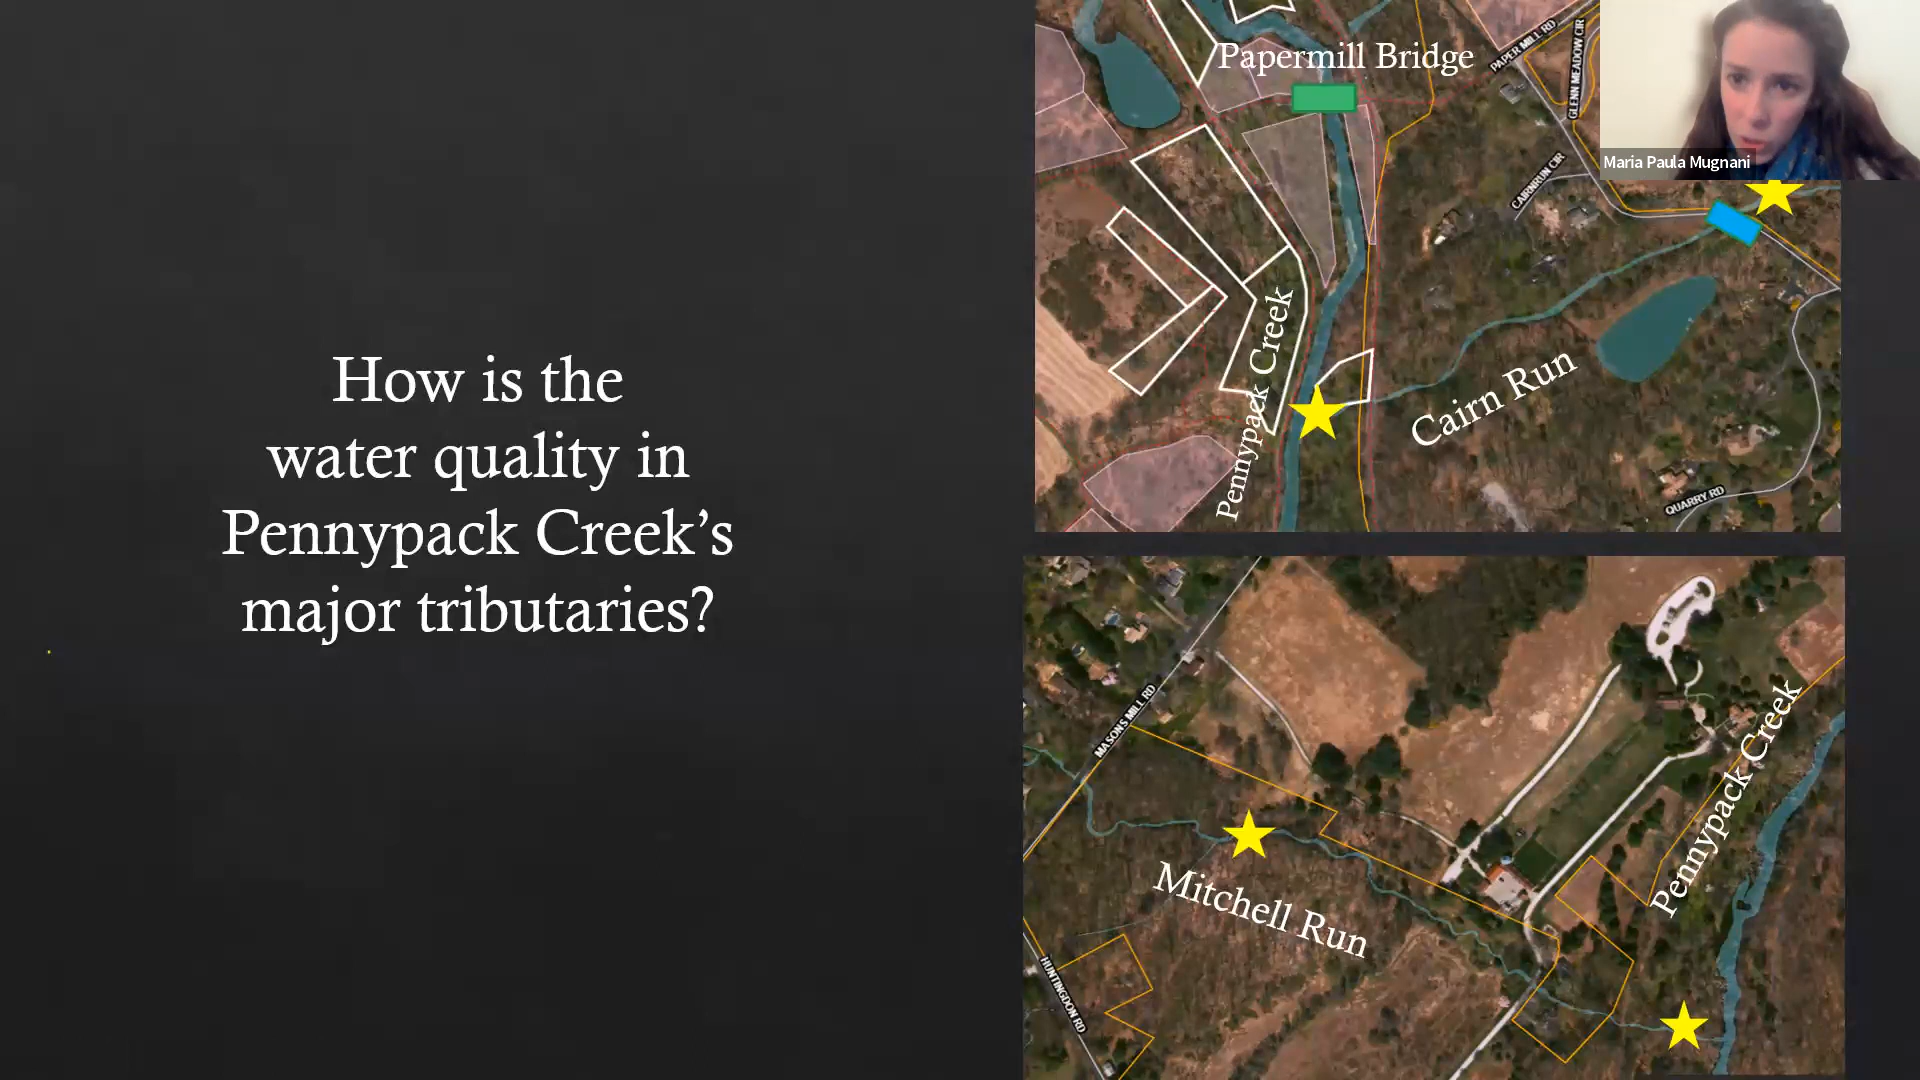 How is the
water quality in
Pennypack Creek’s
major tributaries?
Papermill Bridge
PAPER MILL RD
GLENN MEADOW CIR
Maria Paula Mugnani
CAIRNRUN CIR
Pennypack Creek
Cairn Run
QUARRY RD
MASONS MILL RD
Pennypack Creek
Mitchell Run
HUNTINGDON RD